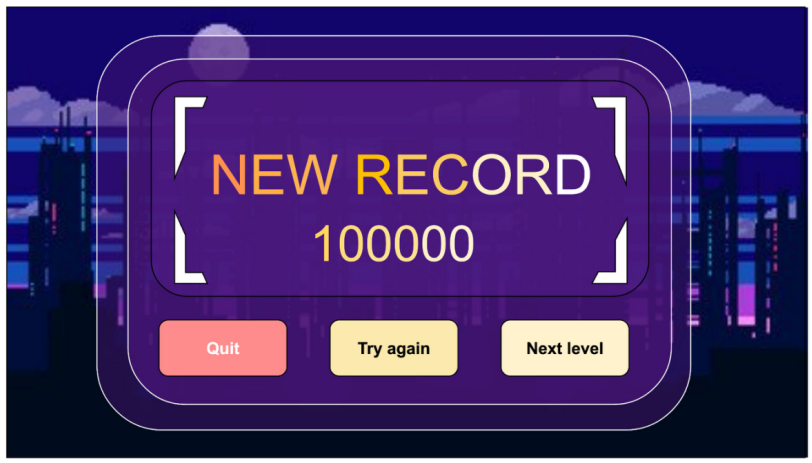 NEW RECORD
100000
Quit
Try again
Next level